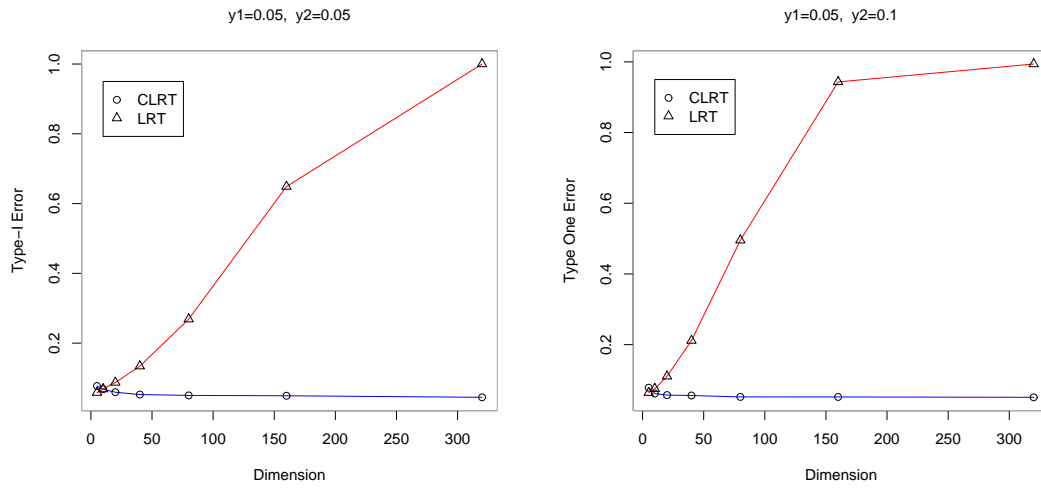 y1=0.05, y2=0.05
Type−I Error
1.0
0.8
0.6
0.4
0.2
CLRT
LRT
0 50 100 150 200 250 300
Dimension
y1=0.05, y2=0.1
Type One Error
1.0
0.8
0.6
0.4
0.2
CLRT
LRT
0 50 100 150 200 250 300
Dimension